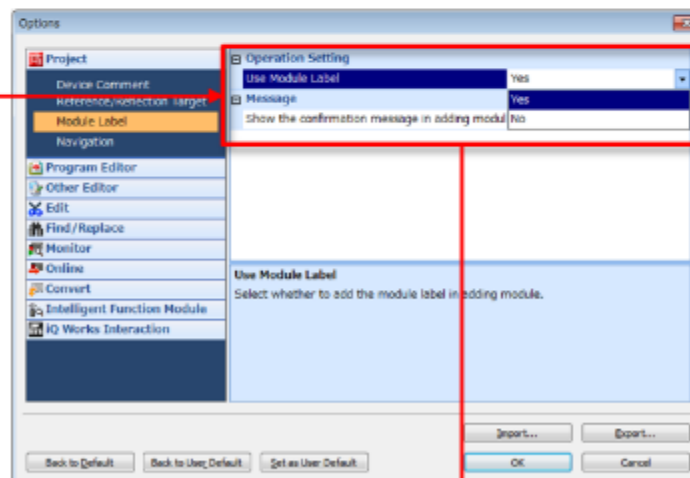 Options
Project
Device Comment
Reference/Reflection Target
Module Label
Navigation
Program Editor
Other Editor
Edit
Find/Replace
Monitor
Online
Convert
Intelligent Function Module
iQ Works Interaction
Operation Setting
Use Module Label Yes
Message Yes
Show the confirmation message in adding modul No
Use Module Label
Select whether to add the module label in adding module.
Import... Export...
Back to Default Back to User Default Set as User Default OK Cancel